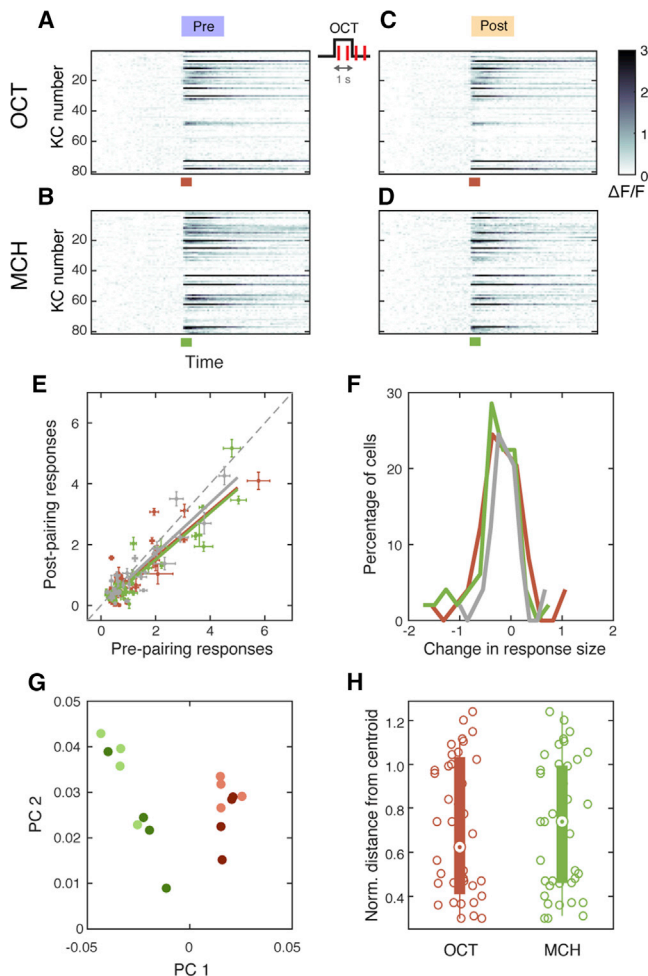 A
Pre
OCT
C
Post
OCT
KC number
20
40
60
80
1 s
3
2
1
0
ΔF/F
B
D
MCH
KC number
20
40
60
80
Time
E
Post-pairing responses
6
4
2
0
0 2 4 6
Pre-pairing responses
F
Percentage of cells
30
20
10
0
-2 -1 0 1 2
Change in response size
G
PC 2
0.05
0.04
0.03
0.02
0.01
0
-0.05 0 0.05
PC 1
H
Norm. distance from centroid
1.2
1.0
0.8
0.6
0.4
OCT MCH